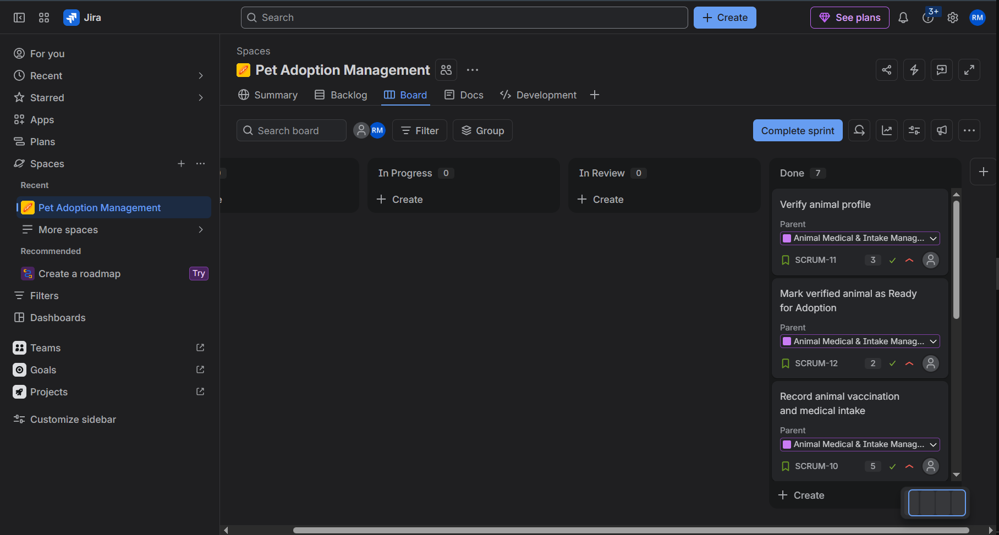 Jira
Search
Create
See plans
3+
RM
For you
Recent
Starred
Apps
Plans
Spaces
Recent
Pet Adoption Management
More spaces
Recommended
Create a roadmap
Try
Filters
Dashboards
Teams
Goals
Projects
Customize sidebar
Spaces
Pet Adoption Management
Summary
Backlog
Board
Docs
Development
Search board
RM
Filter
Group
Complete sprint
In Progress 0
Create
In Review 0
Create
Done 7
Verify animal profile
Parent
Animal Medical & Intake Manag...
SCRUM-11
3
Mark verified animal as Ready
for Adoption
Parent
Animal Medical & Intake Manag...
SCRUM-12
2
Record animal vaccination
and medical intake
Parent
Animal Medical & Intake Manag...
SCRUM-10
5
Create